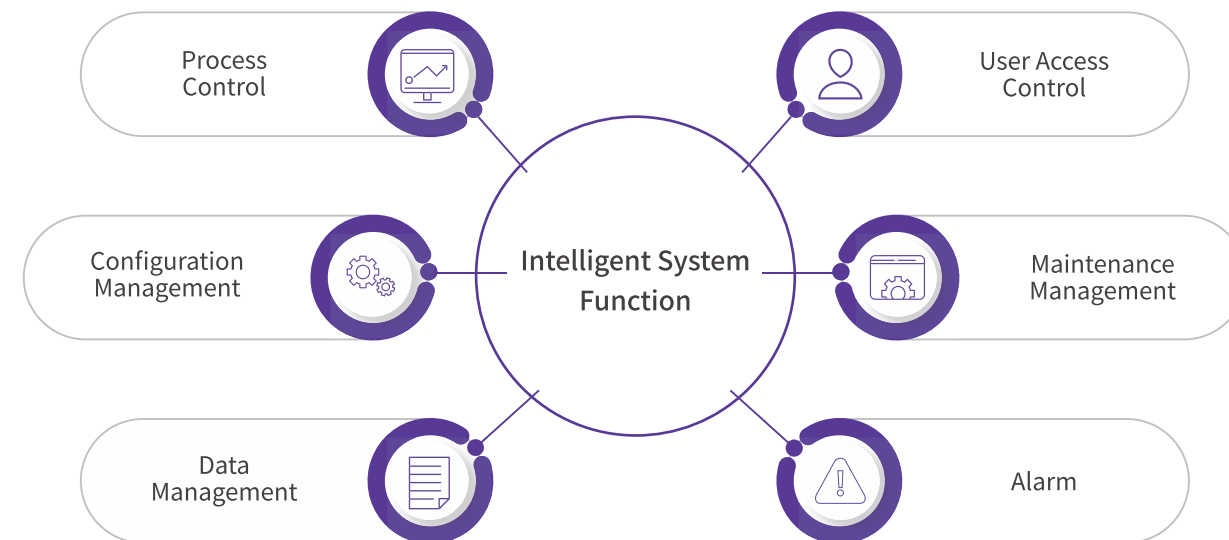 Process
Control
User Access
Control
Configuration
Management
Intelligent System
Function
Maintenance
Management
Data
Management
Alarm